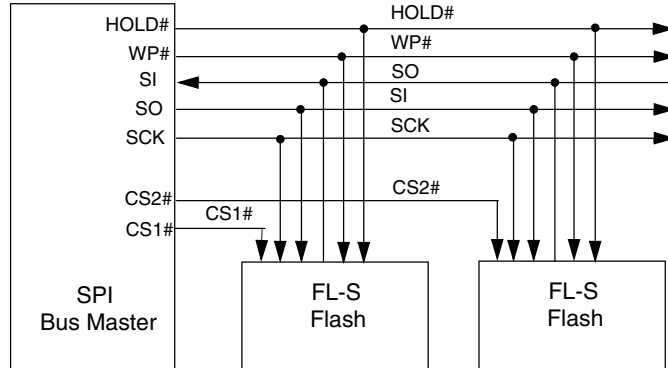 HOLD#
HOLD#
WP#
WP#
SI
SO
SO
SI
SCK
SCK
CS2#
CS2#
CS1#
CS1#
SPI
Bus Master
FL-S
Flash
FL-S
Flash